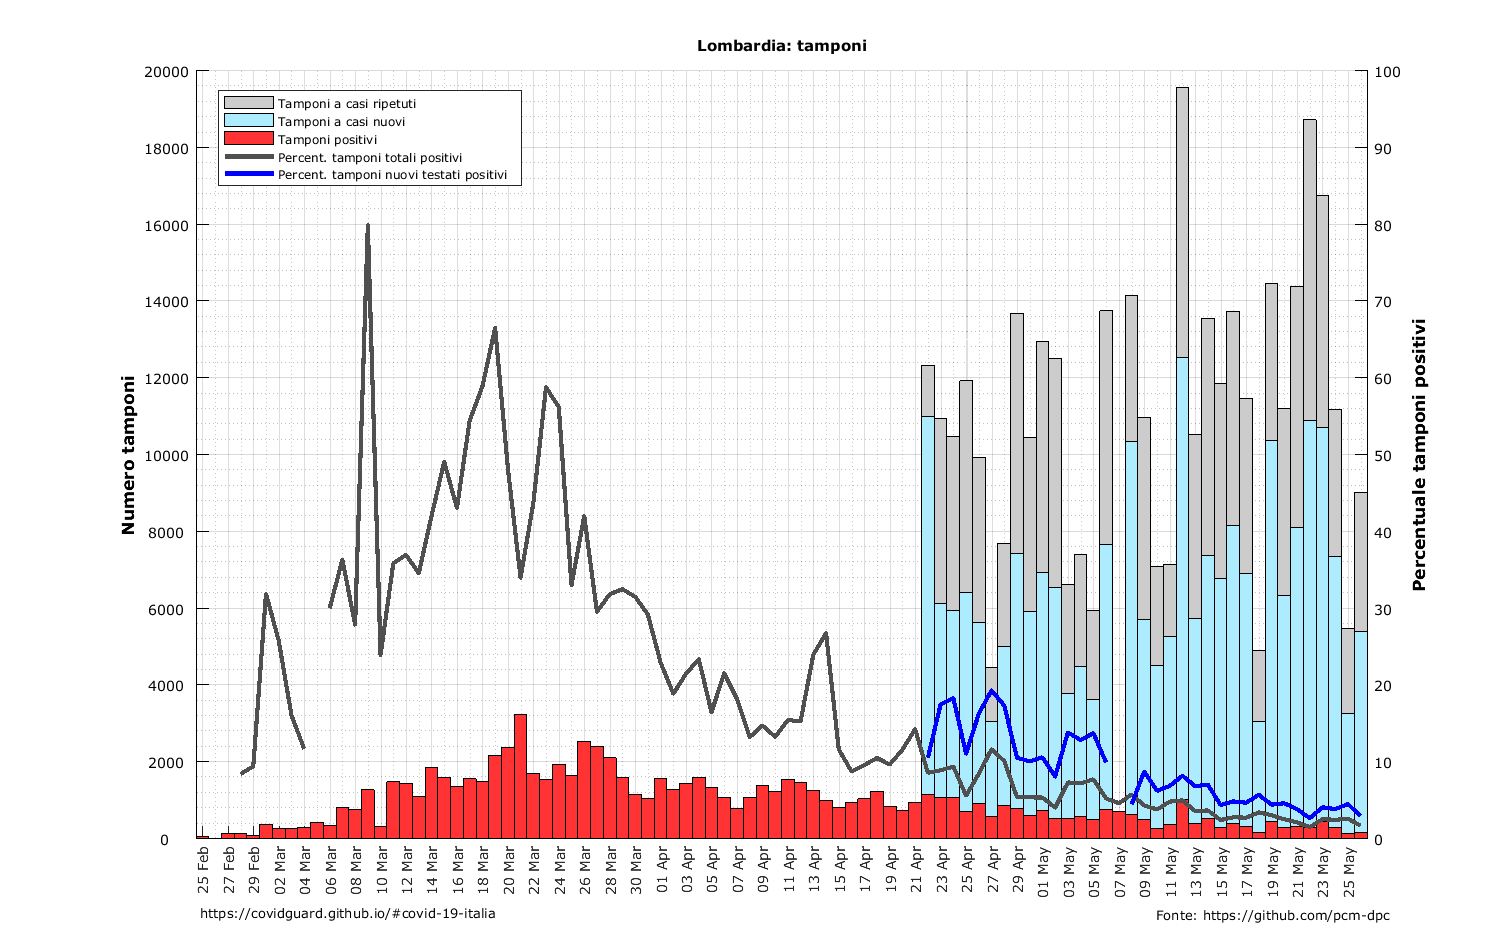 Lombardia: tamponi
20000
18000
16000
14000
12000
10000
8000
6000
4000
2000
0
Numero tamponi
Tamponi a casi ripetuti
Tamponi a casi nuovi
Tamponi positivi
Percent. tamponi totali positivi
Percent. tamponi nuovi testati positivi
100
90
80
70
60
50
40
30
20
10
0
Percentuale tamponi positivi
25 Feb
27 Feb
29 Feb
02 Mar
04 Mar
06 Mar
08 Mar
10 Mar
12 Mar
14 Mar
16 Mar
18 Mar
20 Mar
22 Mar
24 Mar
26 Mar
28 Mar
30 Mar
01 Apr
03 Apr
05 Apr
07 Apr
09 Apr
11 Apr
13 Apr
15 Apr
17 Apr
19 Apr
21 Apr
23 Apr
25 Apr
27 Apr
29 Apr
01 May
03 May
05 May
07 May
09 May
11 May
13 May
15 May
17 May
19 May
21 May
23 May
25 May
https://covidguard.github.io/#covid-19-italia
Fonte: https://github.com/pcm-dpc